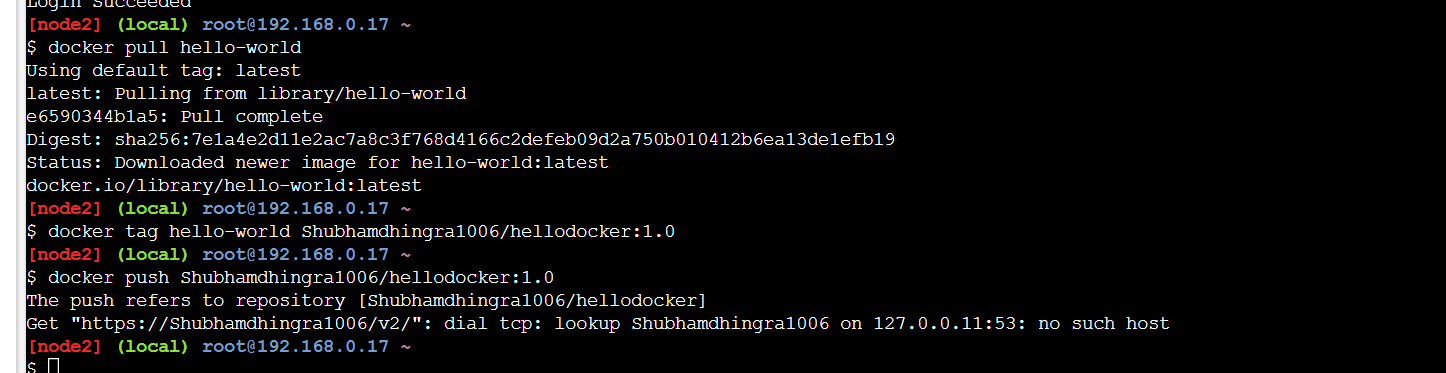 Login Succeeded
[node2] (local) root@192.168.0.17 ~
$ docker pull hello-world
Using default tag: latest
latest: Pulling from library/hello-world
e6590344b1a5: Pull complete
Digest: sha256:7e1a4e2d11e2ac7a8c3f768d4166c2defeb09d2a750b010412b6ea13de1efb19
Status: Downloaded newer image for hello-world:latest
docker.io/library/hello-world:latest
[node2] (local) root@192.168.0.17 ~
$ docker tag hello-world Shubhamdhingra1006/hellodocker:1.0
[node2] (local) root@192.168.0.17 ~
$ docker push Shubhamdhingra1006/hellodocker:1.0
The push refers to repository [Shubhamdhingra1006/hellodocker]
Get "https://Shubhamdhingra1006/v2/": dial tcp: lookup Shubhamdhingra1006 on 127.0.0.11:53: no such host
[node2] (local) root@192.168.0.17 ~
$